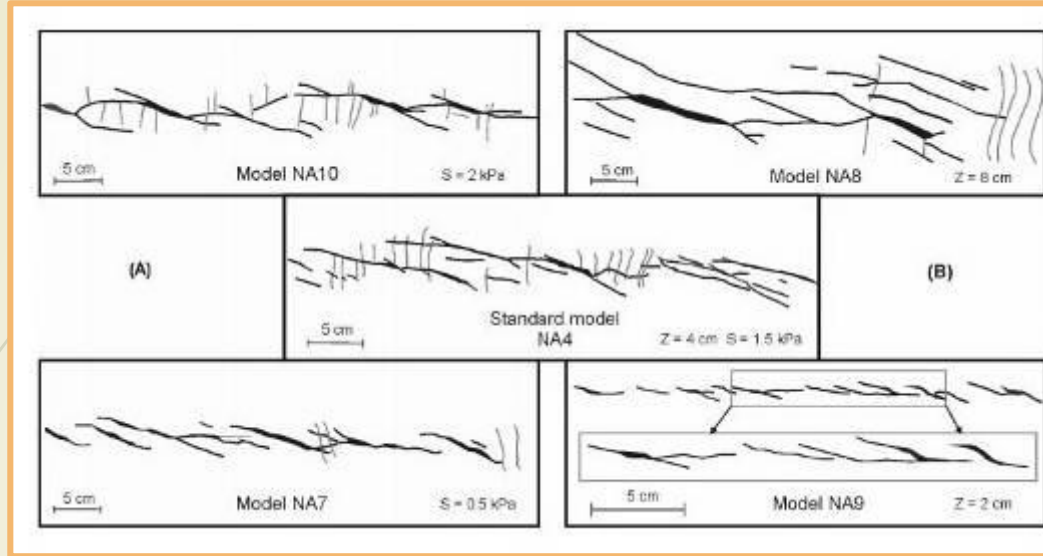 5 cm
Model NA10
S = 2 kPa
5 cm
Model NA8
Z = 8 cm
(A)
(B)
5 cm
Standard model
NA4
Z = 4 cm S = 1.5 kPa
5 cm
Model NA7
S = 0.5 kPa
5 cm
Model NA9
Z = 2 cm